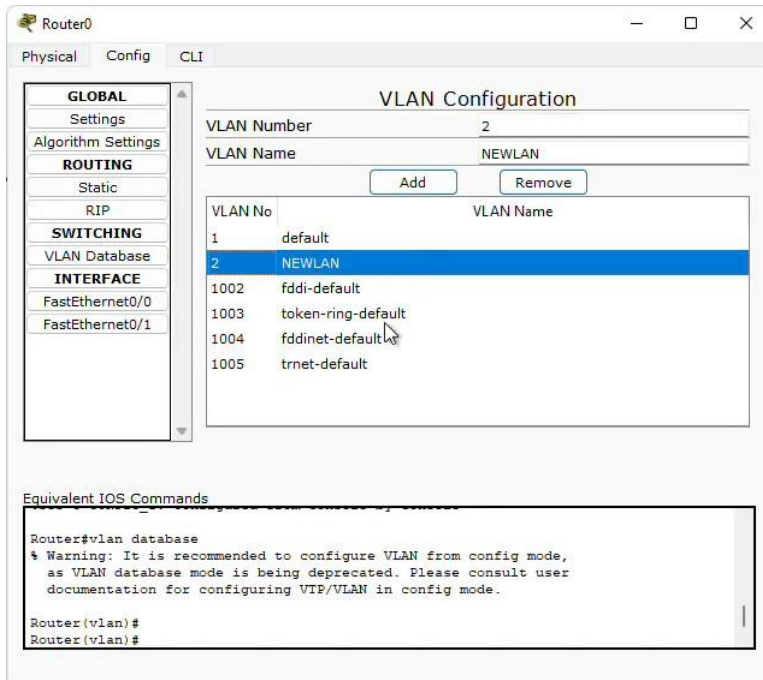 Router0
Physical Config CLI
GLOBAL
Settings
Algorithm Settings
ROUTING
Static
RIP
SWITCHING
VLAN Database
INTERFACE
FastEthernet0/0
FastEthernet0/1
VLAN Configuration
VLAN Number 2
VLAN Name NEWLAN
Add Remove
VLAN No VLAN Name
1 default
2 NEWLAN
1002 fddi-default
1003 token-ring-default
1004 fddinet-default
1005 trnet-default
Equivalent IOS Commands
Router#vlan database
% Warning: It is recommended to configure VLAN from config mode,
as VLAN database mode is being deprecated. Please consult user
documentation for configuring VTP/VLAN in config mode.
Router(vlan)#
Router(vlan)#